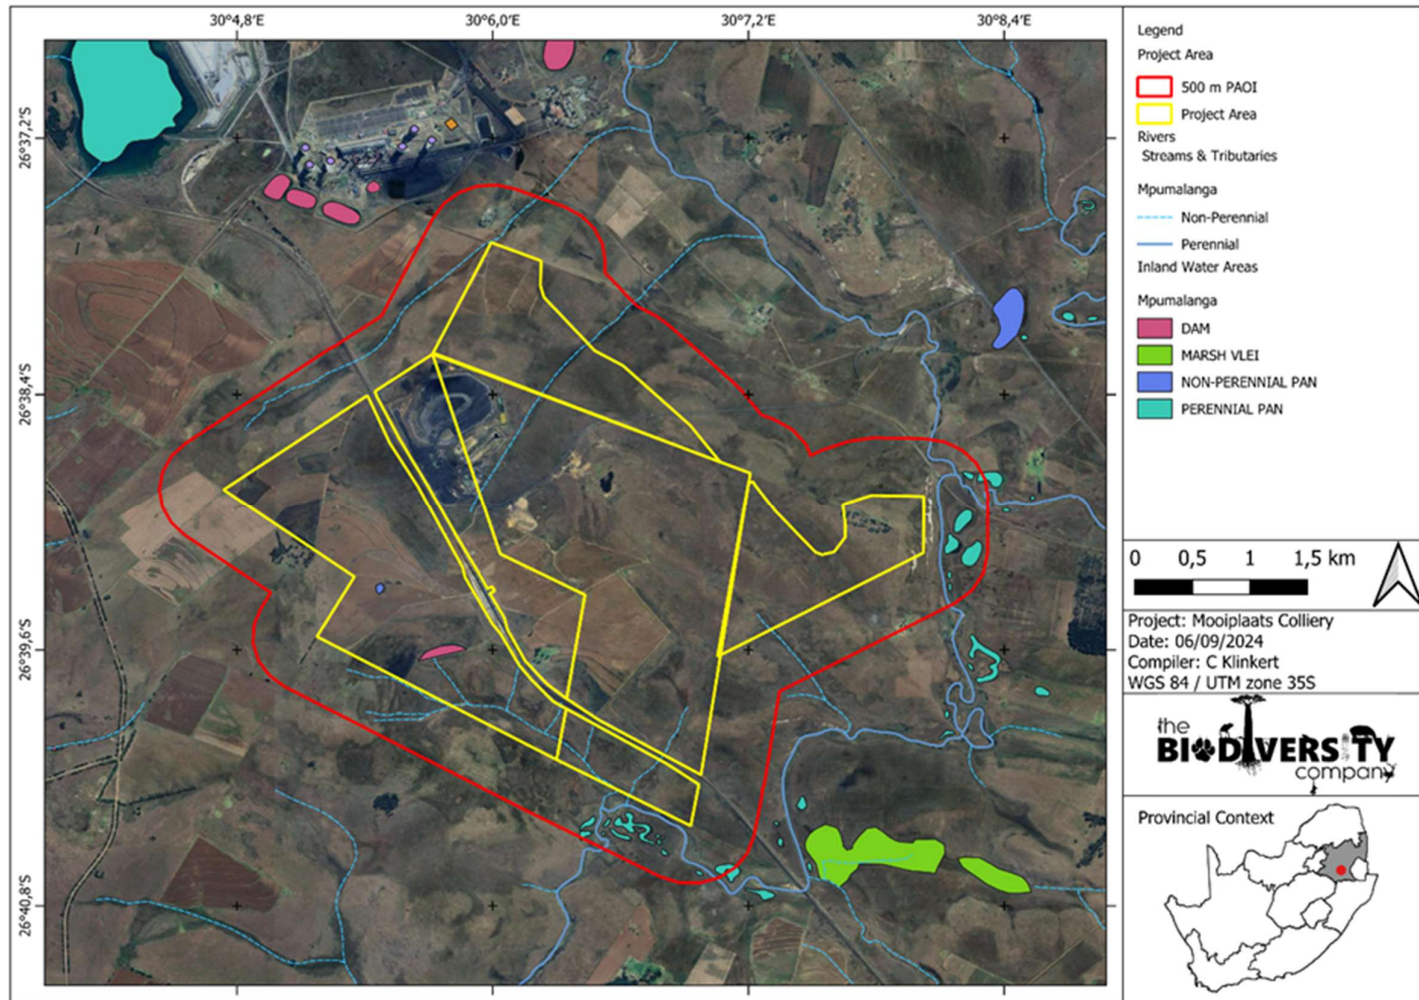 30°4,8'E 30°6,0'E 30°7,2'E 30°8,4'E
26°37,2'S
26°38,4'S
26°39,6'S
26°40,8'S
Legend
Project Area
500 m PAOI
Project Area
Rivers
Streams & Tributaries
Mpumalanga
Non-Perennial
Perennial
Inland Water Areas
Mpumalanga
DAM
MARSH VLEI
NON-PERENNIAL PAN
PERENNIAL PAN
0 0,5 1 1,5 km
Project: Mooiplaats Colliery
Date: 06/09/2024
Compiler: C Klinkert
WGS 84 / UTM zone 35S
the
BIODIVERSITY
company
Provincial Context